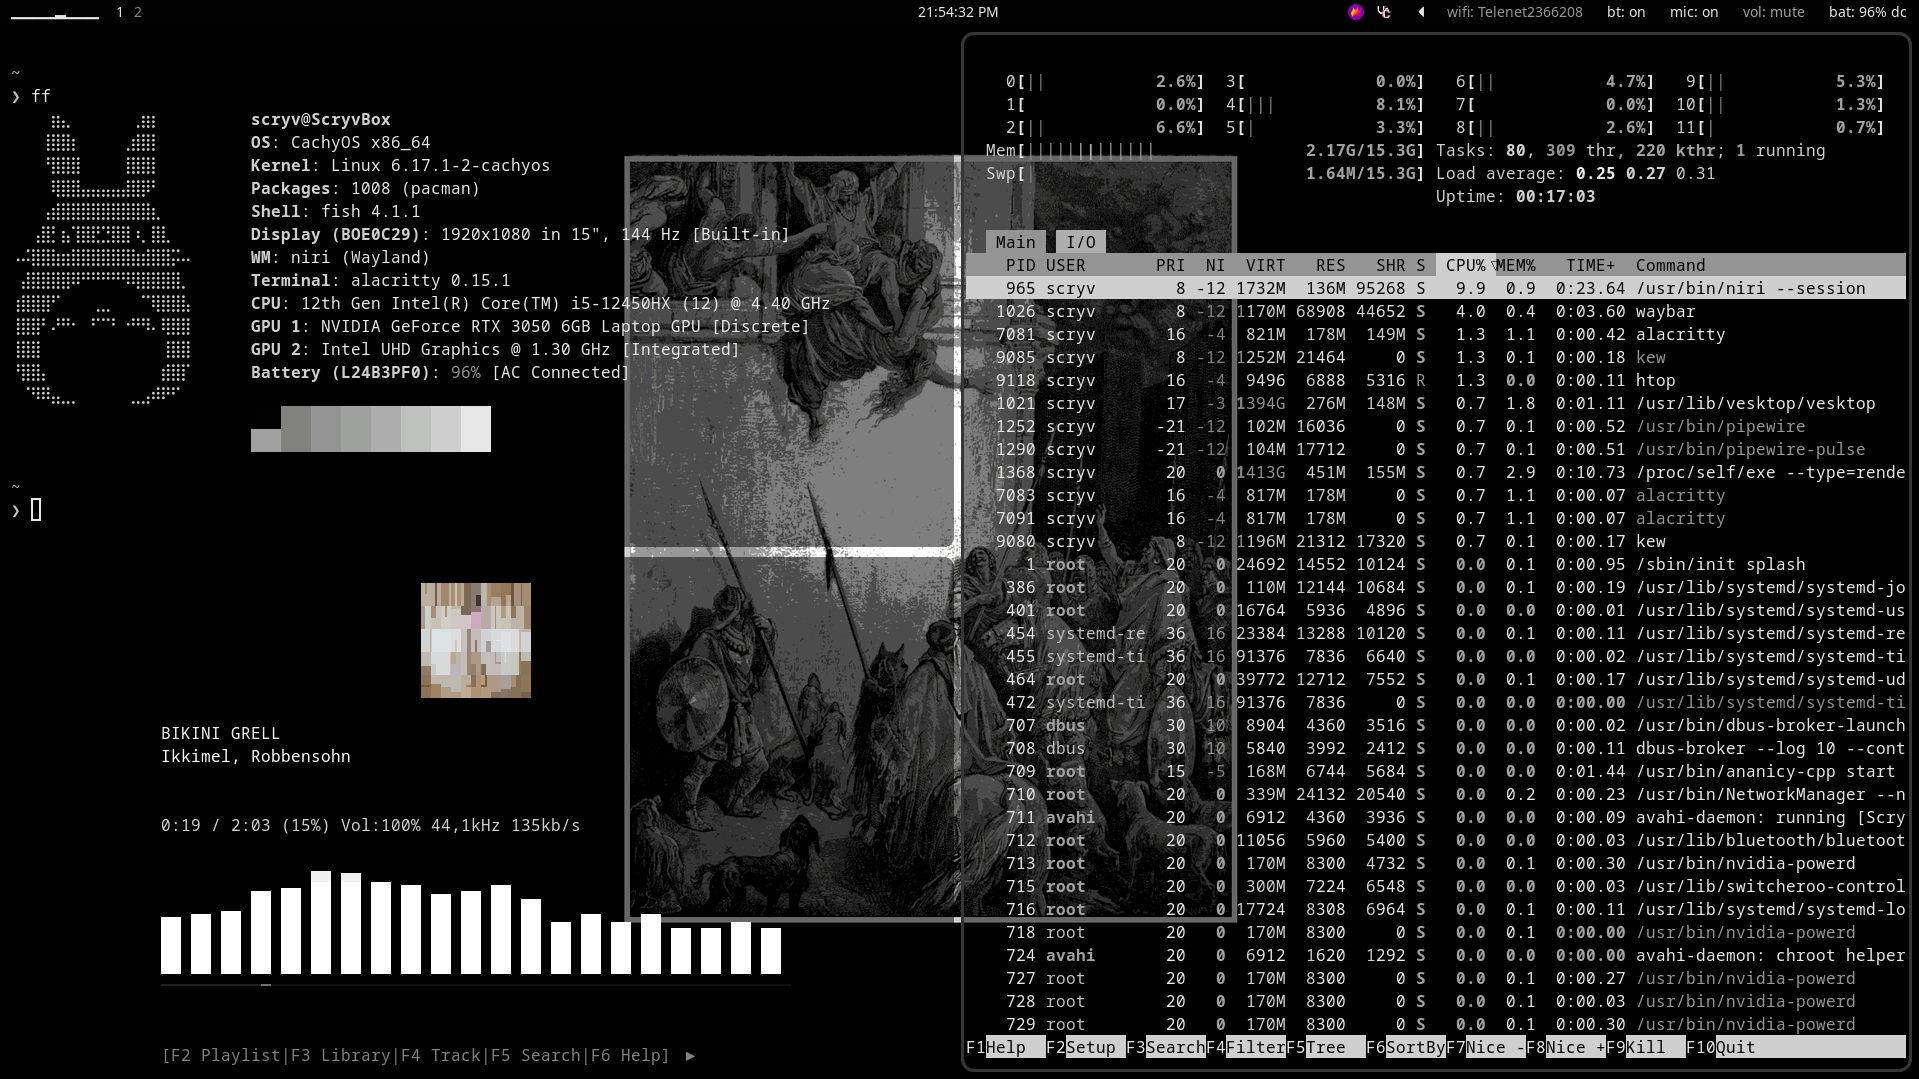 1 2
21:54:32 PM
wifi: Telenet2366208 bt: on mic: on vol: mute bat: 96% dc
~
❯ ff
scryv@ScryvBox
OS: CachyOS x86_64
Kernel: Linux 6.17.1-2-cachyos
Packages: 1008 (pacman)
Shell: fish 4.1.1
Display (BOE0C29): 1920x1080 in 15", 144 Hz [Built-in]
WM: niri (Wayland)
Terminal: alacritty 0.15.1
CPU: 12th Gen Intel(R) Core(TM) i5-12450HX (12) @ 4.40 GHz
GPU 1: NVIDIA GeForce RTX 3050 6GB Laptop GPU [Discrete]
GPU 2: Intel UHD Graphics @ 1.30 GHz [Integrated]
Battery (L24B3PF0): 96% [AC Connected]
~
❯
BIKINI GRELL
Ikkimel, Robbensohn
0:19 / 2:03 (15%) Vol:100% 44,1kHz 135kb/s
[F2 Playlist|F3 Library|F4 Track|F5 Search|F6 Help] ▶
0[|| 2.6%] 3[ 0.0%] 6[|| 4.7%] 9[|| 5.3%]
1[ 0.0%] 4[||| 8.1%] 7[ 0.0%] 10[|| 1.3%]
2[|| 6.6%] 5[| 3.3%] 8[|| 2.6%] 11[| 0.7%]
Mem[||||||||||||| 2.17G/15.3G] Tasks: 80, 309 thr, 220 kthr; 1 running
Swp[| 1.64M/15.3G] Load average: 0.25 0.27 0.31
Uptime: 00:17:03
Main I/O
PID USER PRI NI VIRT RES SHR S CPU%▽MEM% TIME+ Command
965 scryv 8 -12 1732M 136M 95268 S 9.9 0.9 0:23.64 /usr/bin/niri --session
1026 scryv 8 -12 1170M 68908 44652 S 4.0 0.4 0:03.60 waybar
7081 scryv 16 -4 821M 178M 149M S 1.3 1.1 0:00.42 alacritty
9085 scryv 8 -12 1252M 21464 0 S 1.3 0.1 0:00.18 kew
9118 scryv 16 -4 9496 6888 5316 R 1.3 0.0 0:00.11 htop
1021 scryv 17 -3 1394G 276M 148M S 0.7 1.8 0:01.11 /usr/lib/vesktop/vesktop
1252 scryv -21 -12 102M 16036 0 S 0.7 0.1 0:00.52 /usr/bin/pipewire
1290 scryv -21 -12 104M 17712 0 S 0.7 0.1 0:00.51 /usr/bin/pipewire-pulse
1368 scryv 20 0 1413G 451M 155M S 0.7 2.9 0:10.73 /proc/self/exe --type=rende
7083 scryv 16 -4 817M 178M 0 S 0.7 1.1 0:00.07 alacritty
7091 scryv 16 -4 817M 178M 0 S 0.7 1.1 0:00.07 alacritty
9080 scryv 8 -12 1196M 21312 17320 S 0.7 0.1 0:00.17 kew
1 root 20 0 24692 14552 10124 S 0.0 0.1 0:00.95 /sbin/init splash
386 root 20 0 110M 12144 10684 S 0.0 0.1 0:00.19 /usr/lib/systemd/systemd-jo
401 root 20 0 16764 5936 4896 S 0.0 0.0 0:00.01 /usr/lib/systemd/systemd-us
454 systemd-re 36 16 23384 13288 10120 S 0.0 0.1 0:00.11 /usr/lib/systemd/systemd-re
455 systemd-ti 36 16 91376 7836 6640 S 0.0 0.0 0:00.02 /usr/lib/systemd/systemd-ti
464 root 20 0 39772 12712 7552 S 0.0 0.1 0:00.17 /usr/lib/systemd/systemd-ud
472 systemd-ti 36 16 91376 7836 0 S 0.0 0.0 0:00.00 /usr/lib/systemd/systemd-ti
707 dbus 30 10 8904 4360 3516 S 0.0 0.0 0:00.02 /usr/bin/dbus-broker-launch
708 dbus 30 10 5840 3992 2412 S 0.0 0.0 0:00.11 dbus-broker --log 10 --cont
709 root 15 -5 168M 6744 5684 S 0.0 0.0 0:01.44 /usr/bin/ananicy-cpp start
710 root 20 0 339M 24132 20540 S 0.0 0.2 0:00.23 /usr/bin/NetworkManager --n
711 avahi 20 0 6912 4360 3936 S 0.0 0.0 0:00.09 avahi-daemon: running [Scry
712 root 20 0 11056 5960 5400 S 0.0 0.0 0:00.03 /usr/lib/bluetooth/bluetoot
713 root 20 0 170M 8300 4732 S 0.0 0.1 0:00.30 /usr/bin/nvidia-powerd
715 root 20 0 300M 7224 6548 S 0.0 0.0 0:00.03 /usr/lib/switcheroo-control
716 root 20 0 17724 8308 6964 S 0.0 0.1 0:00.11 /usr/lib/systemd/systemd-lo
718 root 20 0 170M 8300 0 S 0.0 0.1 0:00.00 /usr/bin/nvidia-powerd
724 avahi 20 0 6912 1620 1292 S 0.0 0.0 0:00.00 avahi-daemon: chroot helper
727 root 20 0 170M 8300 0 S 0.0 0.1 0:00.27 /usr/bin/nvidia-powerd
728 root 20 0 170M 8300 0 S 0.0 0.1 0:00.03 /usr/bin/nvidia-powerd
729 root 20 0 170M 8300 0 S 0.0 0.1 0:00.30 /usr/bin/nvidia-powerd
F1Help F2Setup F3SearchF4FilterF5Tree F6SortByF7Nice -F8Nice +F9Kill F10Quit